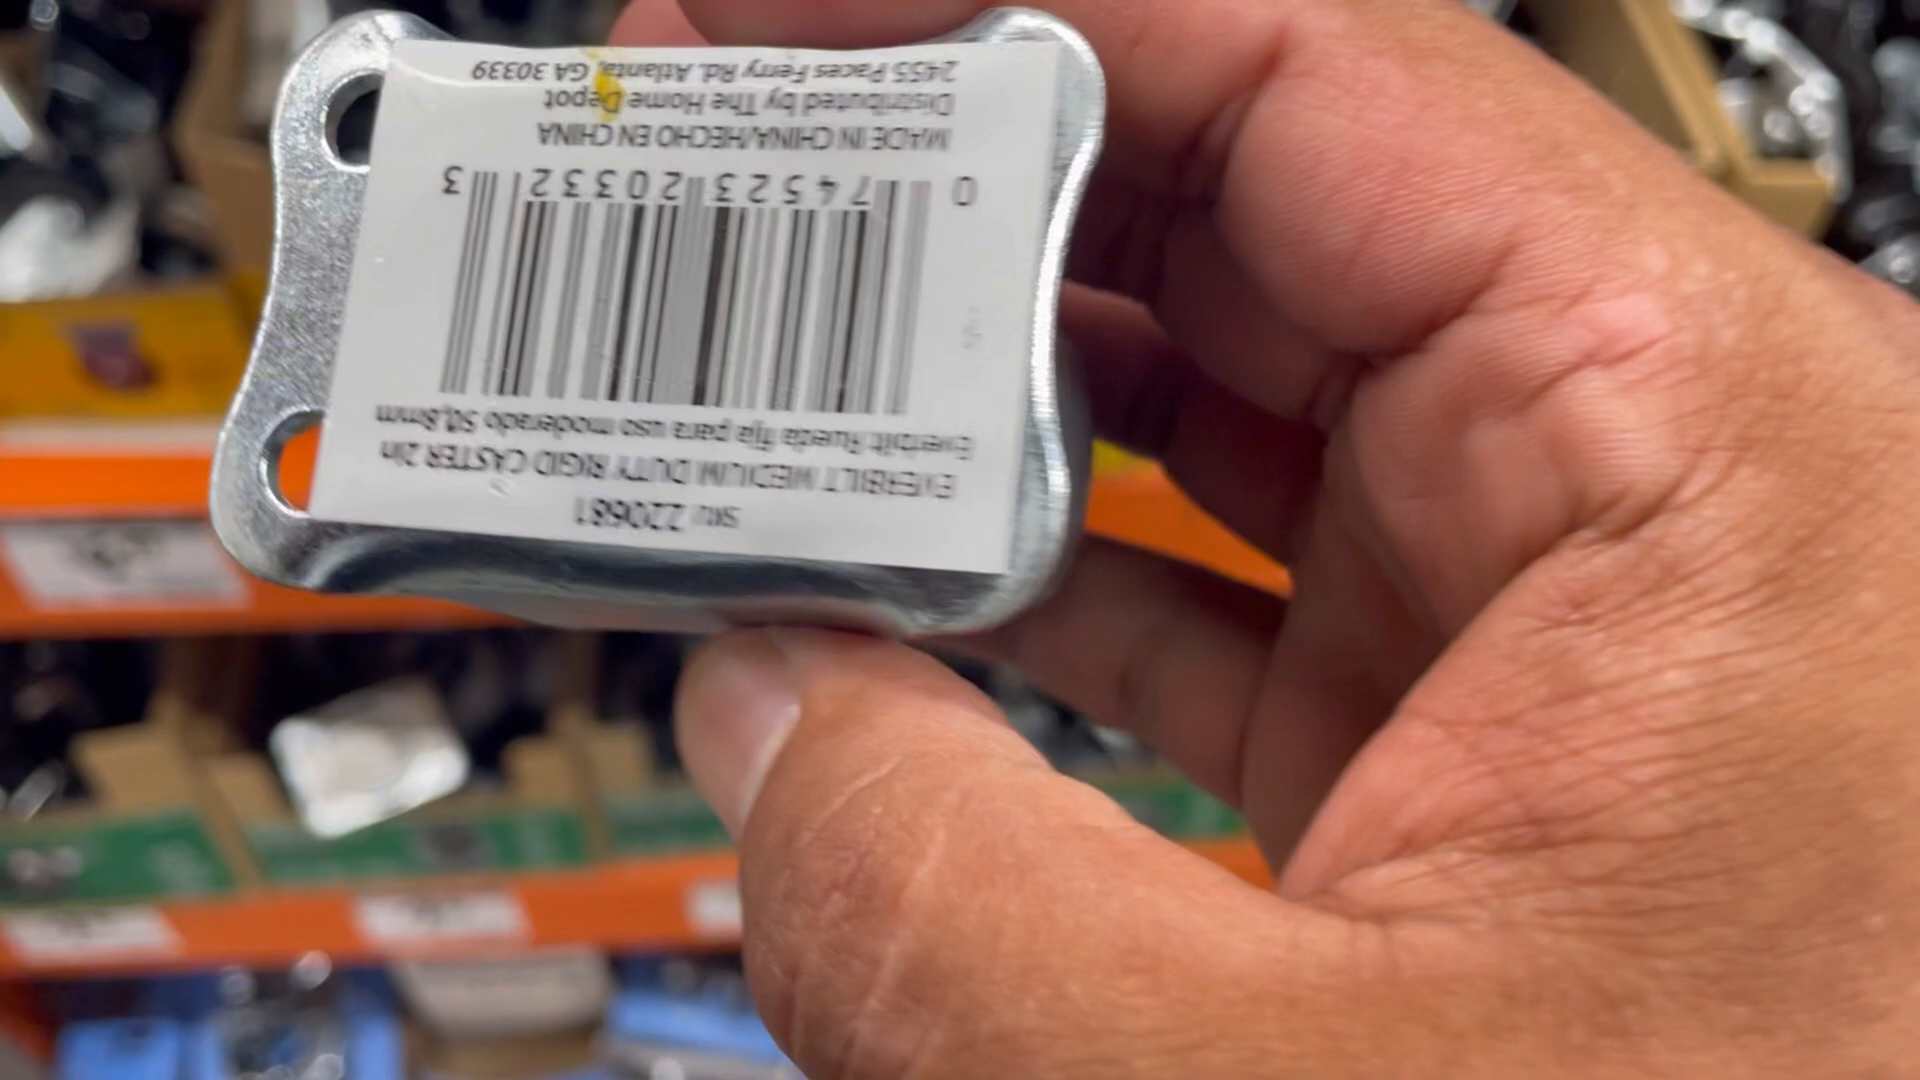 SKU 220681
EVERBILT MEDIUM DUTY RIGID CASTER 2in
Everbilt Rueda fija para uso moderado 50,8mm
0 74523 20332 3
MADE IN CHINA/HECHO EN CHINA
Distributed by The Home Depot
2455 Paces Ferry Rd. Atlanta, GA 30339